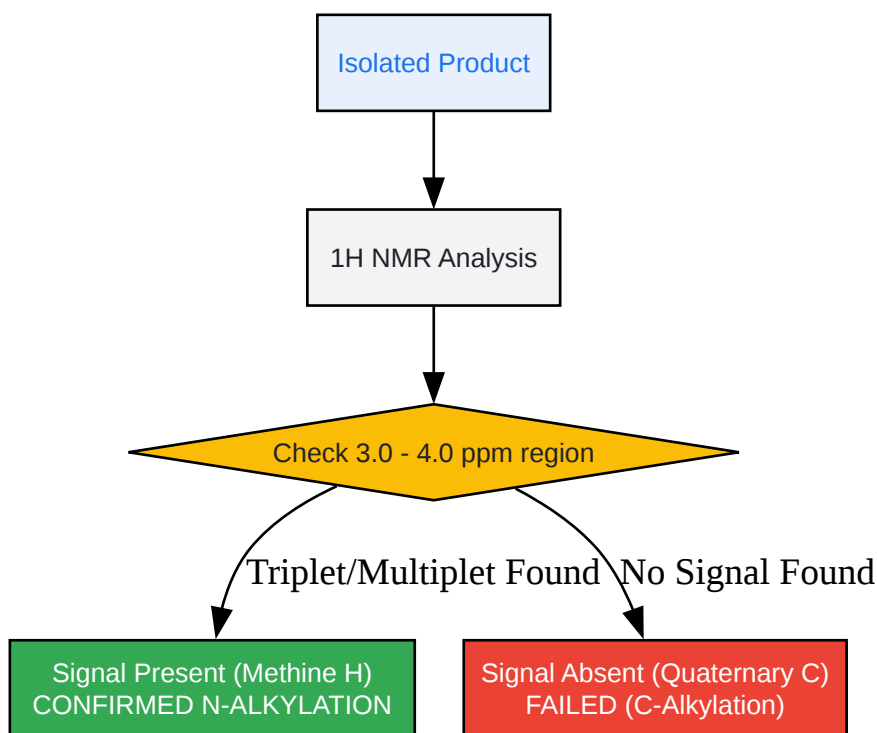 Isolated Product
1H NMR Analysis
Check 3.0 - 4.0 ppm region
Triplet/Multiplet Found
No Signal Found
Signal Present (Methine H)
CONFIRMED N-ALKYLATION
Signal Absent (Quaternary C)
FAILED (C-Alkylation)